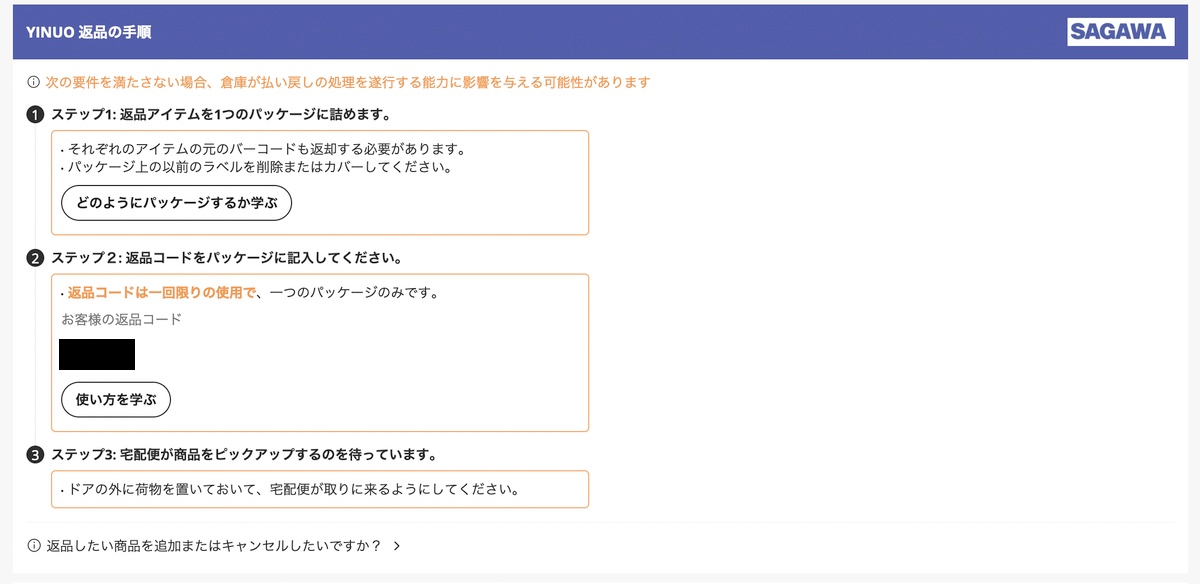 YINUO 返品の手順
SAGAWA
次の要件を満たさない場合、倉庫が払い戻しの処理を遂行する能力に影響を与える可能性があります
1 ステップ1: 返品アイテムを1つのパッケージに詰めます。
・それぞれのアイテムの元のバーコードも返却する必要があります。
・パッケージ上の以前のラベルを削除またはカバーしてください。
どのようにパッケージするか学ぶ
2 ステップ２: 返品コードをパッケージに記入してください。
・返品コードは一回限りの使用で、一つのパッケージのみです。
お客様の返品コード
使い方を学ぶ
3 ステップ3: 宅配便が商品をピックアップするのを待っています。
・ドアの外に荷物を置いておいて、宅配便が取りに来るようにしてください。
返品したい商品を追加またはキャンセルしたいですか？ >